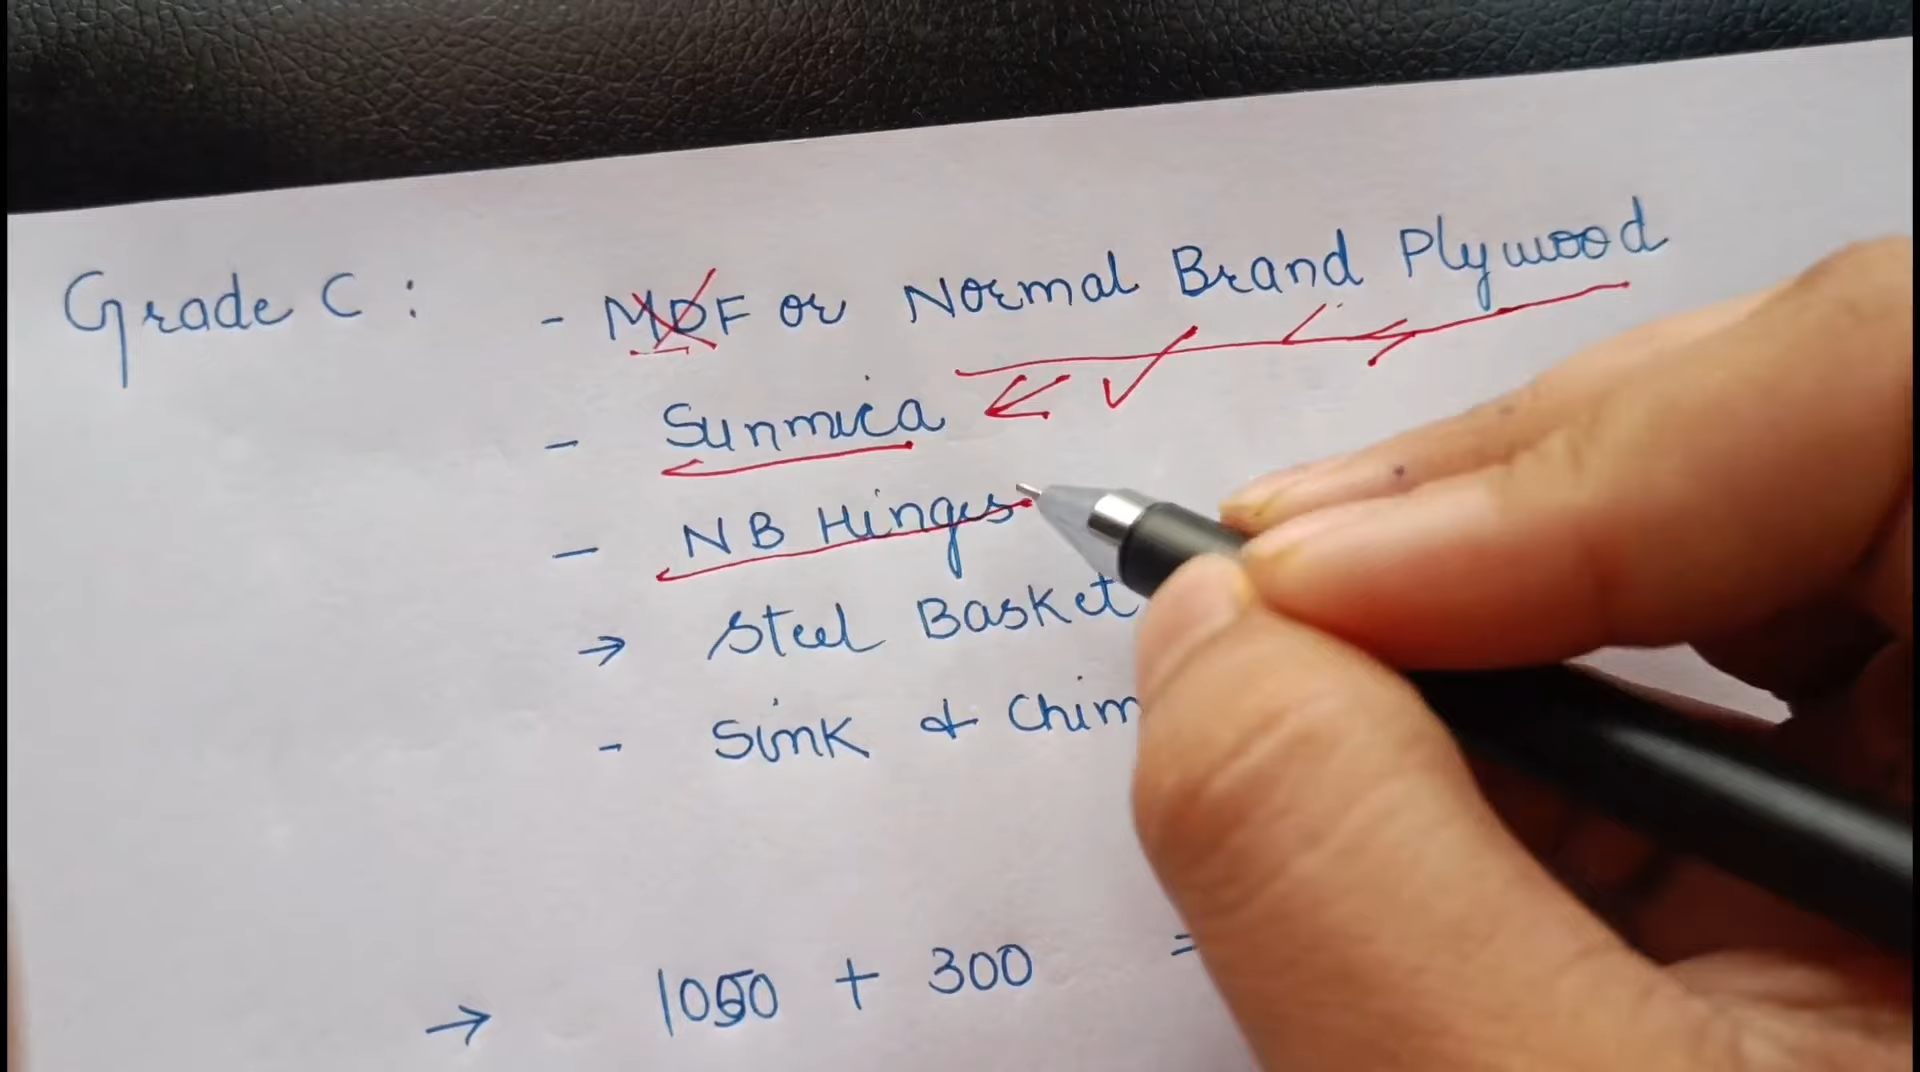 Grade C : - MDF or Normal Brand Plywood
- Sunmica
- NB Hinges
→ Steel Basket
- Sink & Chim
→ 1050 + 300 =